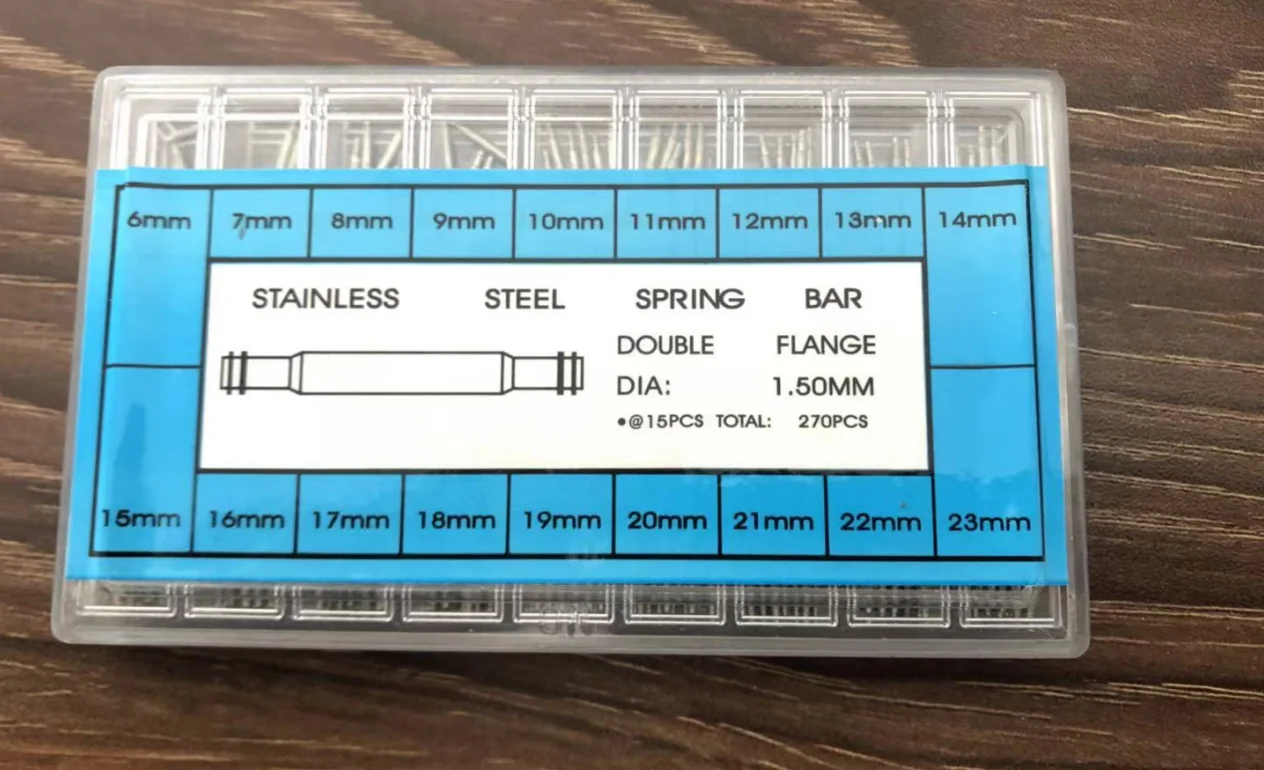 6mm 7mm 8mm 9mm 10mm 11mm 12mm 13mm 14mm
STAINLESS STEEL SPRING BAR
DOUBLE FLANGE
DIA: 1.50MM
•@15PCS TOTAL: 270PCS
15mm 16mm 17mm 18mm 19mm 20mm 21mm 22mm 23mm